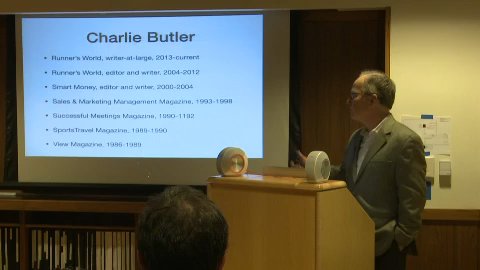 Charlie Butler
• Runner's World, writer-at-large, 2013-current
• Runner's World, editor and writer, 2004-2012
• Smart Money, editor and writer, 2000-2004
• Sales & Marketing Management Magazine, 1993-1998
• Successful Meetings Magazine, 1990-1192
• SportsTravel Magazine, 1989-1990
• View Magazine, 1986-1989